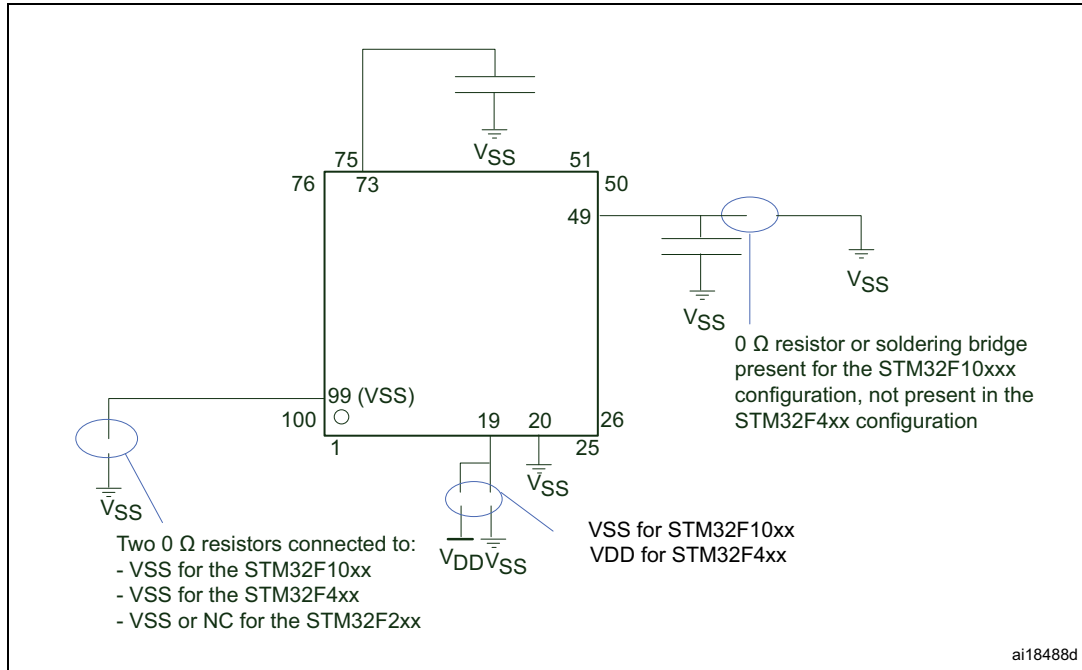 VSS
75
51
76
73
50
49
VSS
VSS
0 Ω resistor or soldering bridge
present for the STM32F10xxx
configuration, not present in the
STM32F4xx configuration
99 (VSS)
100
19
20
26
1
25
VSS
VSS
VDD VSS
VSS for STM32F10xx
VDD for STM32F4xx
Two 0 Ω resistors connected to:
- VSS for the STM32F10xx
- VSS for the STM32F4xx
- VSS or NC for the STM32F2xx
ai18488d